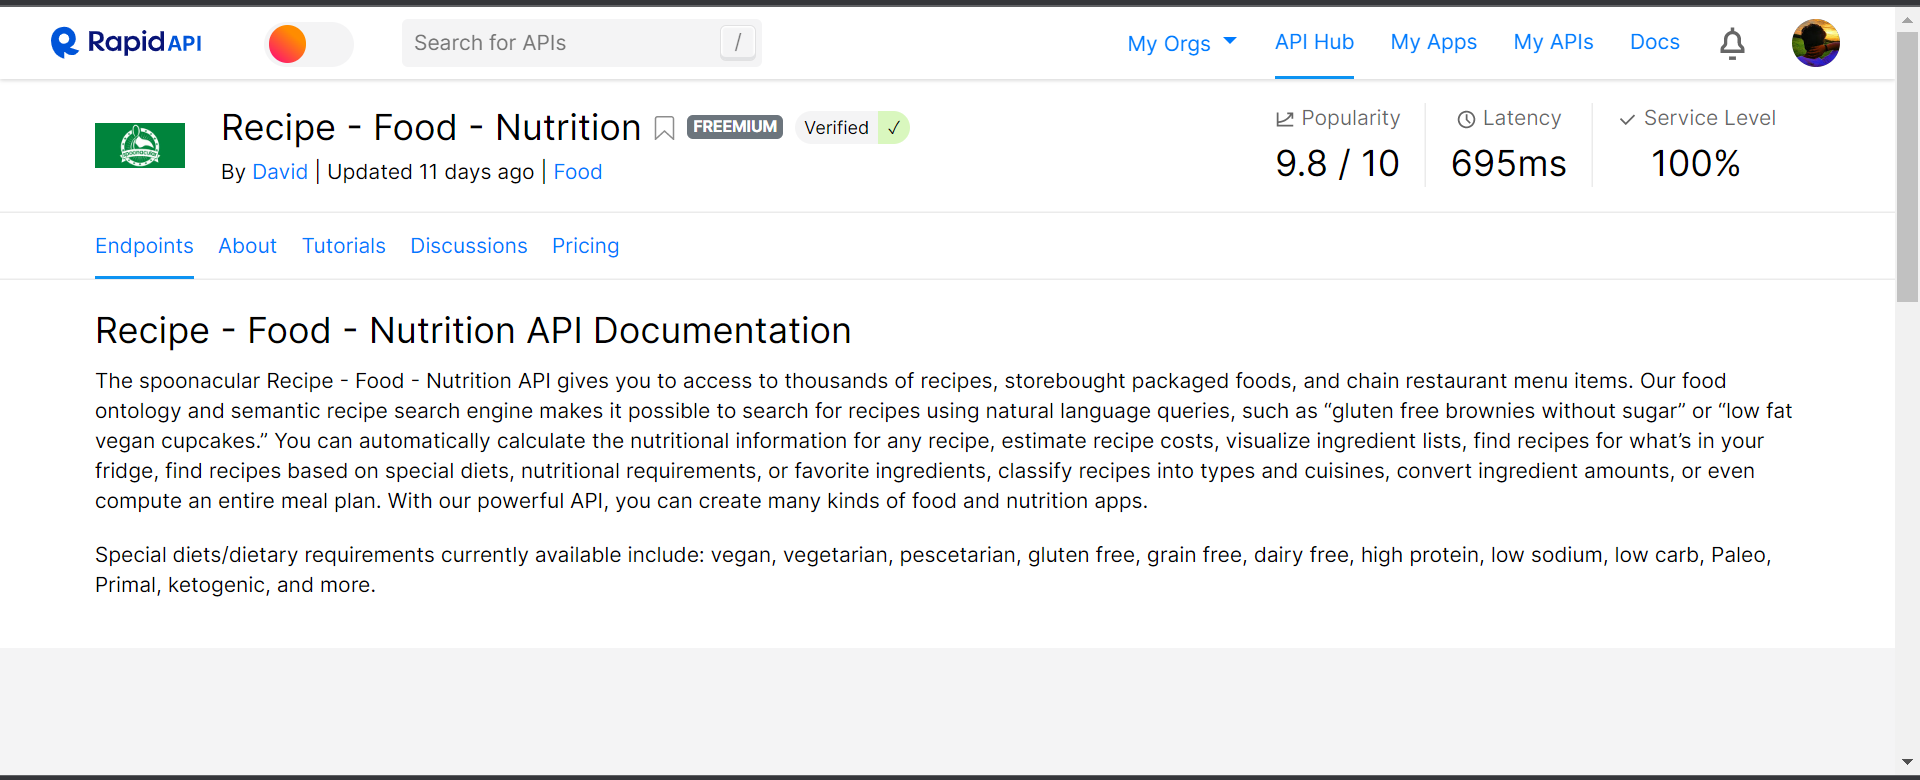 RapidAPI
Search for APIs /
My Orgs API Hub My Apps My APIs Docs
spoonacular
Recipe - Food - Nutrition FREEMIUM Verified ✓
By David | Updated 11 days ago | Food
Popularity Latency Service Level
9.8 / 10 695ms 100%
Endpoints About Tutorials Discussions Pricing
Recipe - Food - Nutrition API Documentation
The spoonacular Recipe - Food - Nutrition API gives you to access to thousands of recipes, storebought packaged foods, and chain restaurant menu items. Our food
ontology and semantic recipe search engine makes it possible to search for recipes using natural language queries, such as “gluten free brownies without sugar” or “low fat
vegan cupcakes.” You can automatically calculate the nutritional information for any recipe, estimate recipe costs, visualize ingredient lists, find recipes for what’s in your
fridge, find recipes based on special diets, nutritional requirements, or favorite ingredients, classify recipes into types and cuisines, convert ingredient amounts, or even
compute an entire meal plan. With our powerful API, you can create many kinds of food and nutrition apps.
Special diets/dietary requirements currently available include: vegan, vegetarian, pescetarian, gluten free, grain free, dairy free, high protein, low sodium, low carb, Paleo,
Primal, ketogenic, and more.